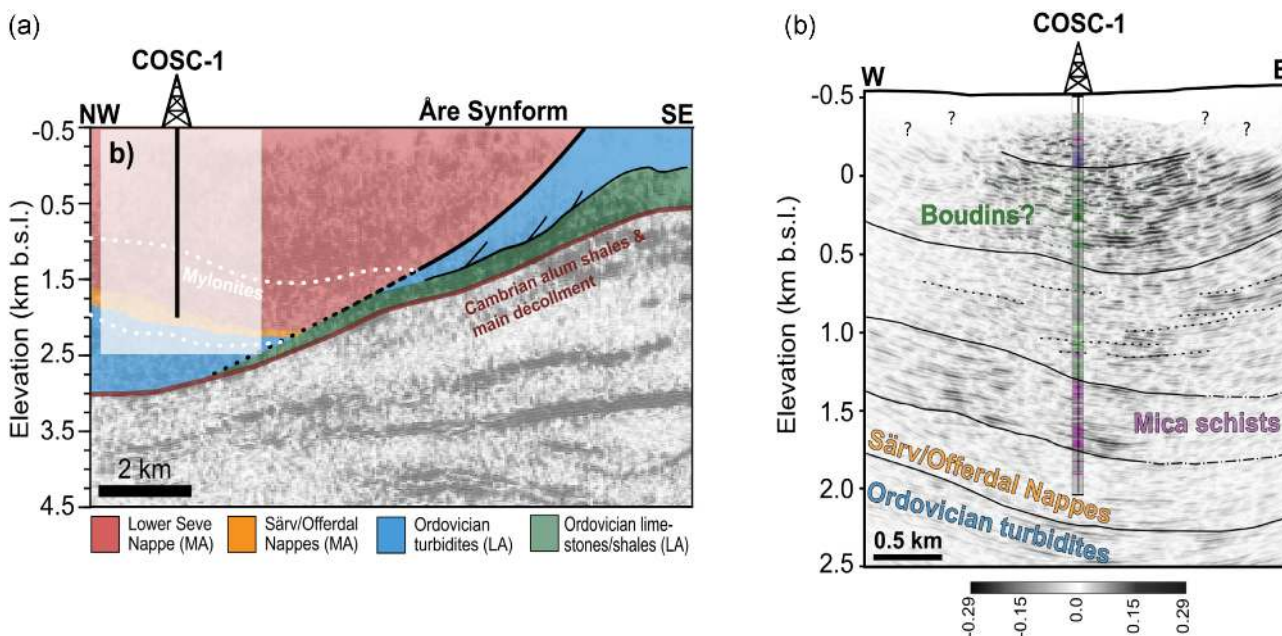 (a)
COSC-1
NW
Åre Synform
SE
b)
Mylonites
Cambrian alum shales &
main decollment
Elevation (km b.s.l.)
-0.5
0.5
1.5
2.5
3.5
4.5
2 km
Lower Seve
Nappe (MA)
Särv/Offerdal
Nappes (MA)
Ordovician
turbidites (LA)
Ordovician lime-
stones/shales (LA)
(b)
COSC-1
W
E
? ? ? ?
Boudins?
Mica schists
Särv/Offerdal Nappes
Ordovician turbidites
Elevation (km b.s.l.)
-0.5
0
0.5
1.0
1.5
2.0
2.5
0.5 km
-0.29
-0.15
0.0
0.15
0.29